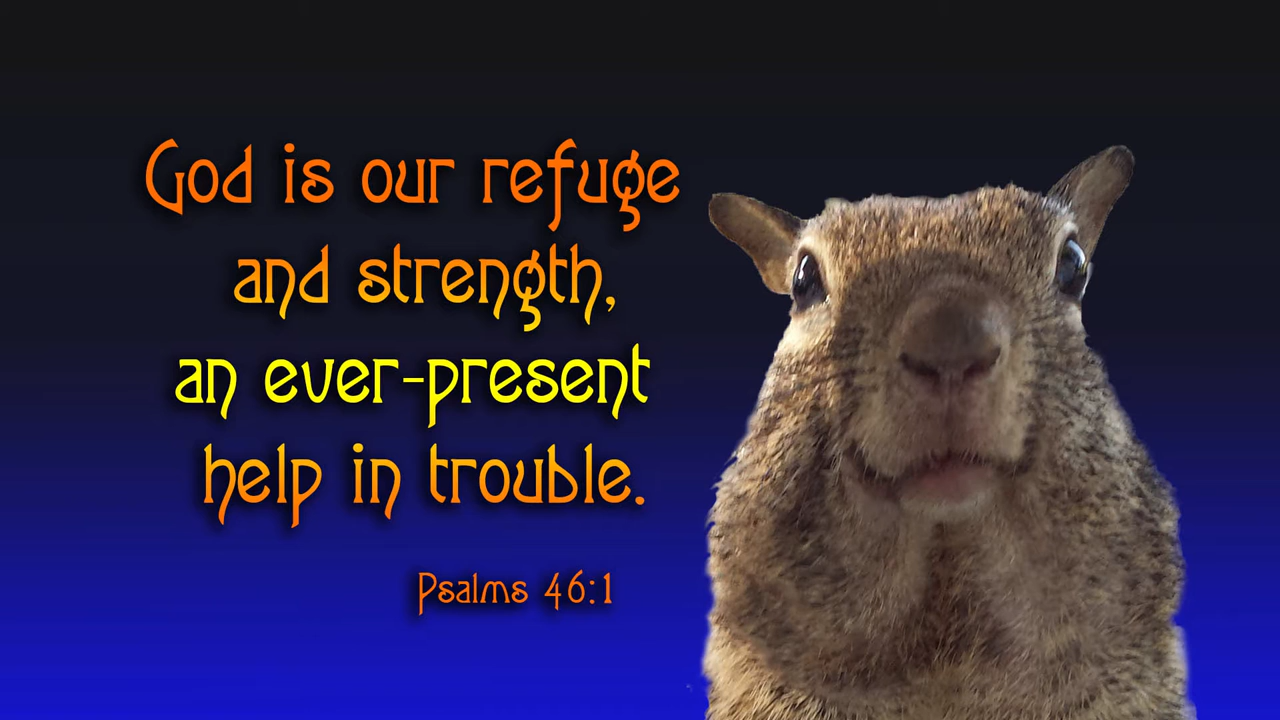 God is our refuge
and strength,
an ever-present
help in trouble.
Psalms 46:1